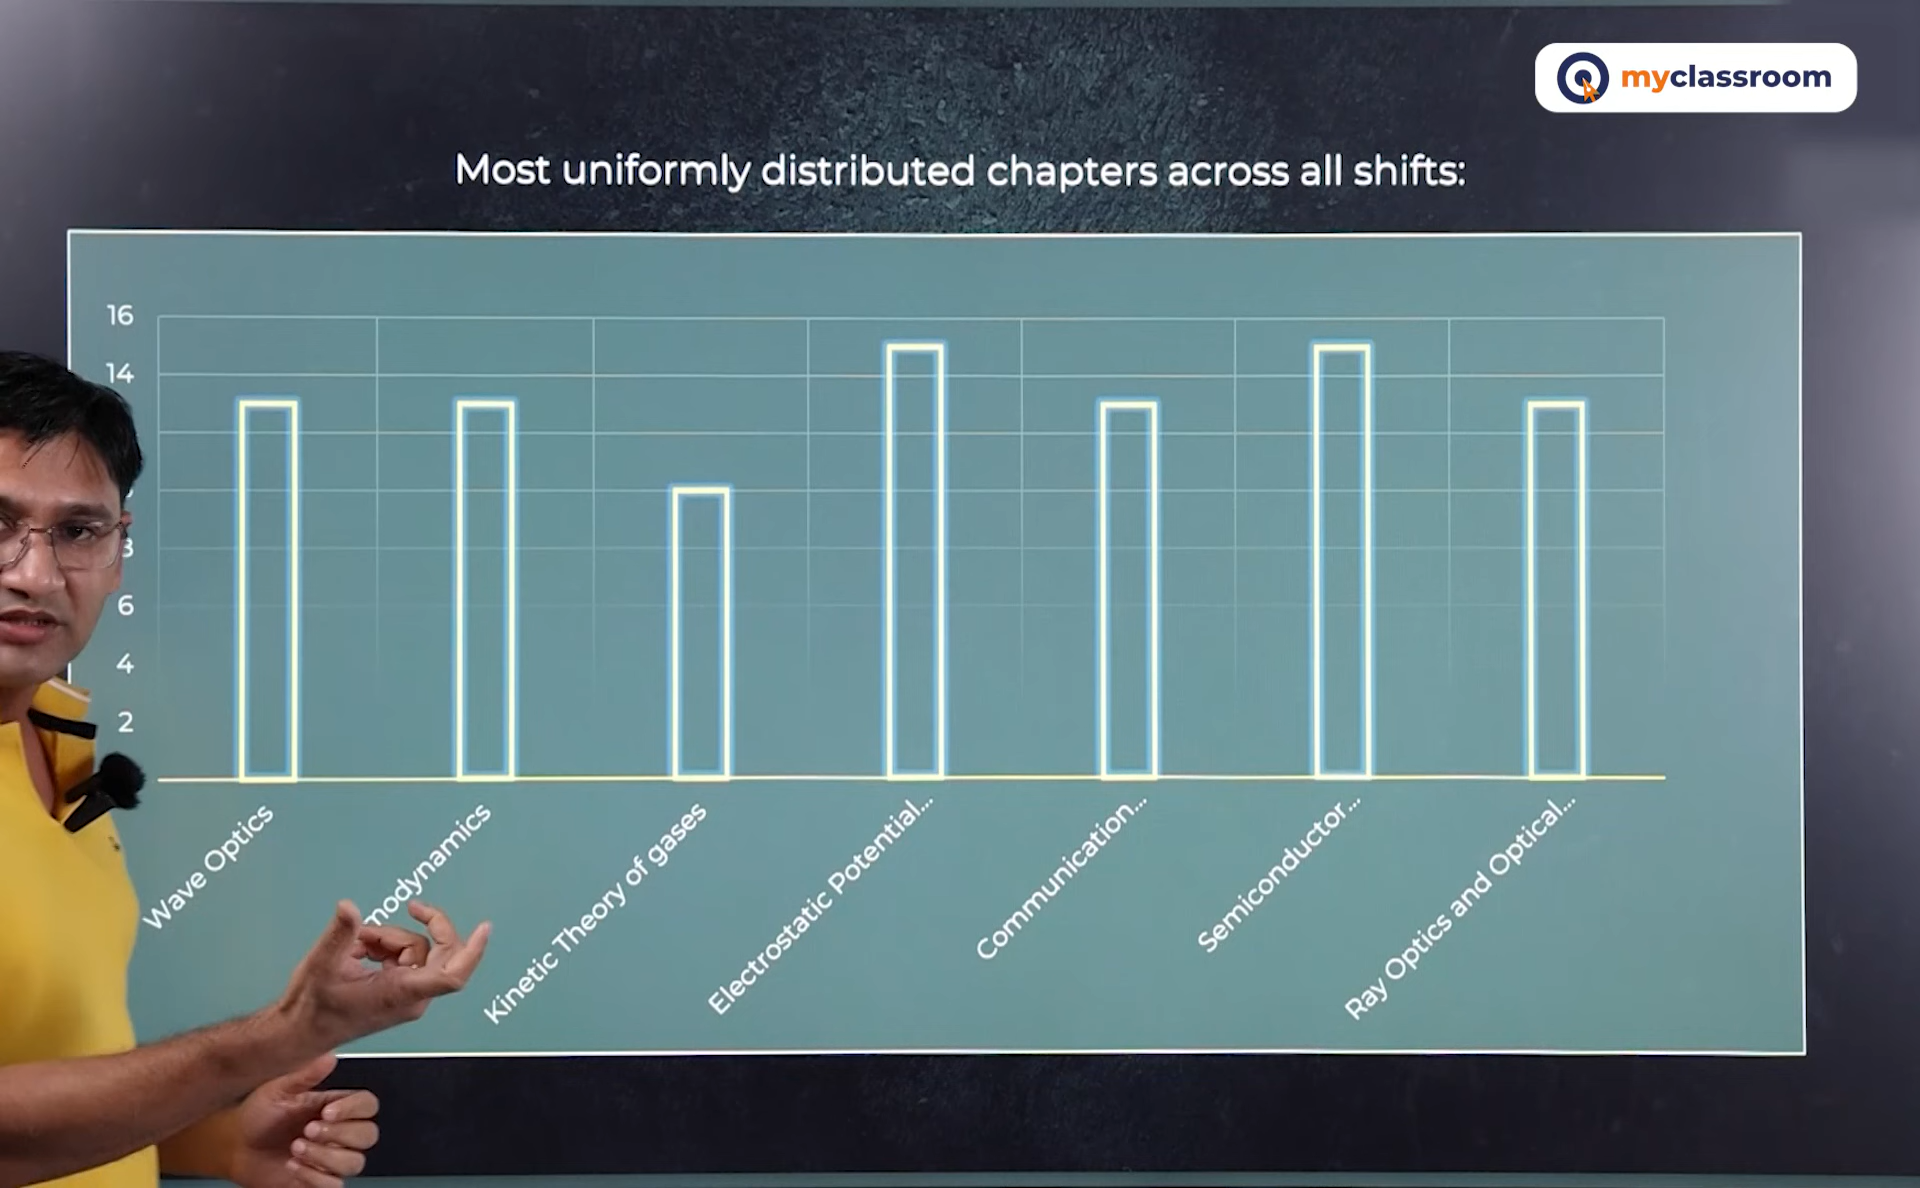 myclassroom
Most uniformly distributed chapters across all shifts:
16
14
6
4
2
Wave Optics
Kinetic Theory of gases
Electrostatic Potential...
Communication...
Semiconductor...
Ray Optics and Optical...